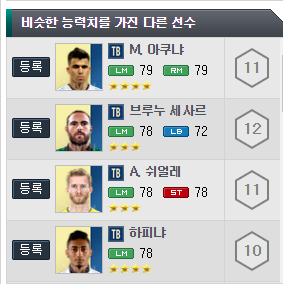 비슷한 능력치를 가진 다른 선수
등록 TB M. 아쿠냐 11
LM 79 RM 79
등록 TB 브루누 세사르 12
LM 78 LB 72
등록 TB A. 쉬얼레 11
LM 78 ST 78
등록 TB 하피냐 10
LM 78